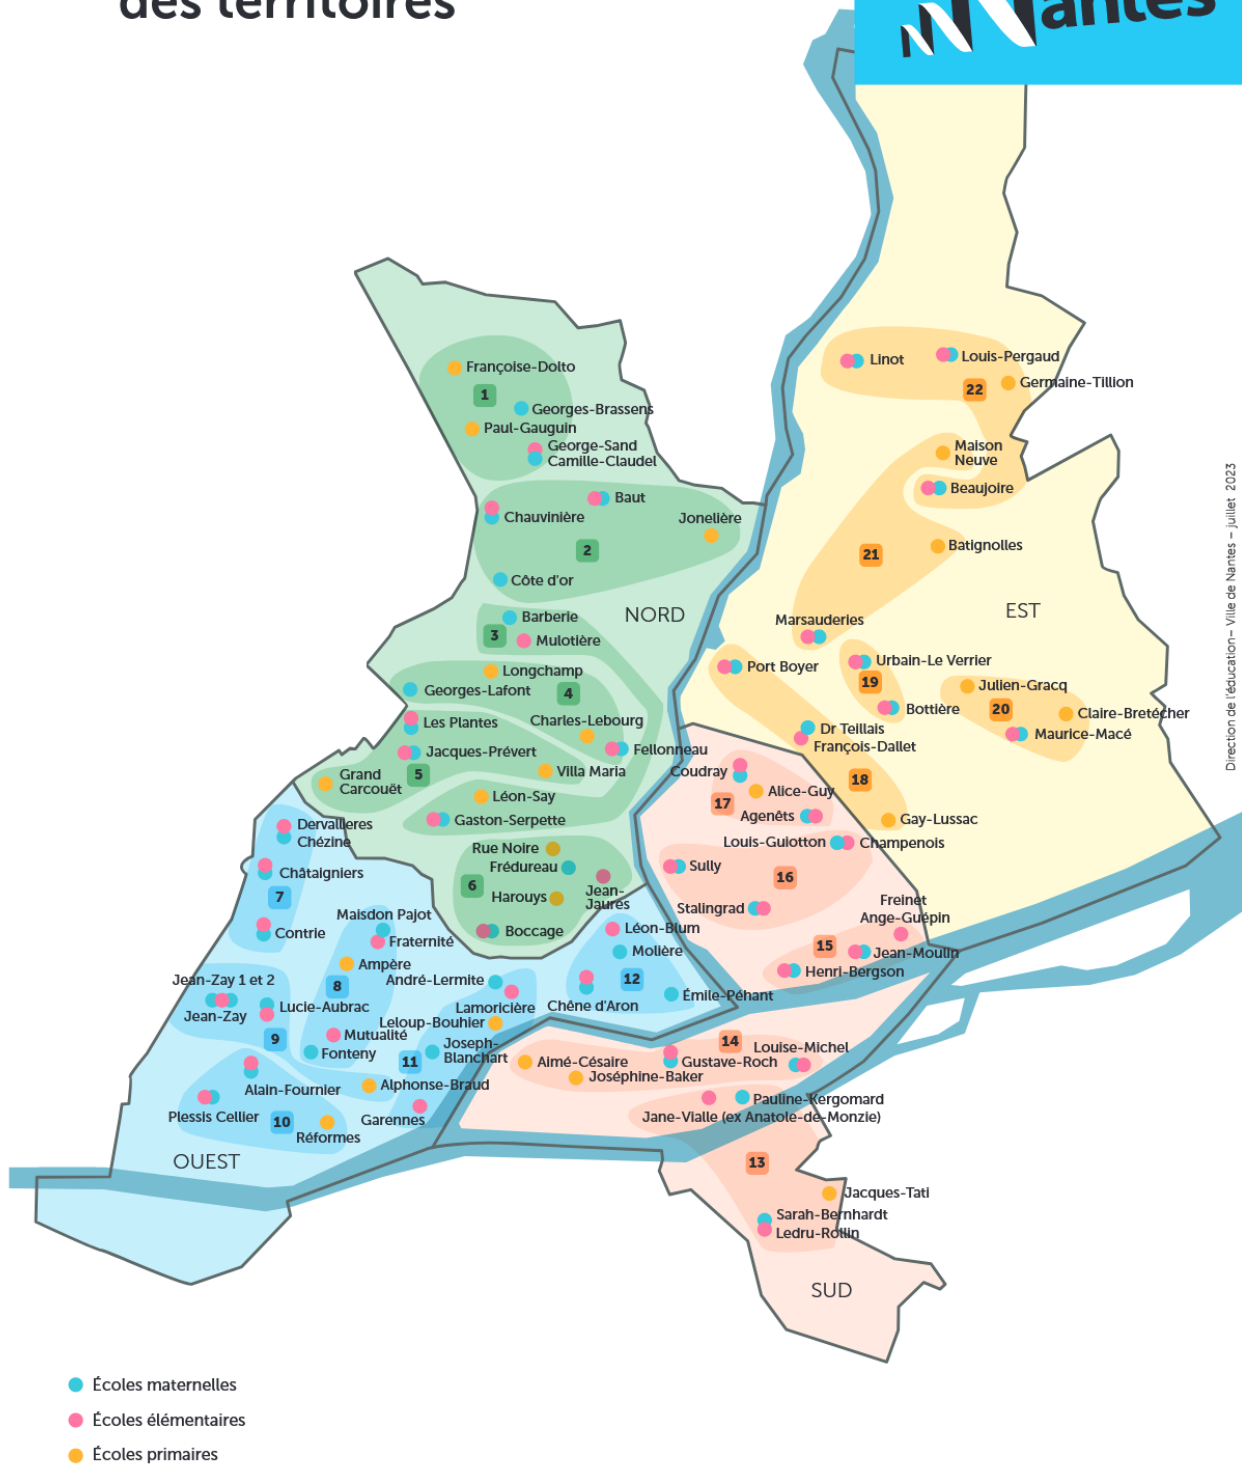 des territoires
antes
Françoise-Dolto
1
Georges-Brassens
Paul-Gauguin
George-Sand
Camille-Claudel
Baut
Chauvinière
Jonelière
2
Côte d'or
Barberie
3
Mulotière
NORD
Longchamp
Georges-Lafont
4
Les Plantes
Charles-Lebourg
Jacques-Prévert
Fellonneau
Grand
Carcouët
5
Villa Maria
Léon-Say
Gaston-Serpette
Rue Noire
Frédureau
6
Harouys
Jean-
Jaurès
Boccage
Linot
Louis-Pergaud
22
Germaine-Tillion
Maison
Neuve
Beaujoire
Batignolles
21
EST
Marsauderies
Port Boyer
Urbain-Le Verrier
19
Bottière
Julien-Gracq
20
Claire-Bretécher
Maurice-Macé
Dr Teillais
François-Dallet
18
Gay-Lussac
Coudray
Alice-Guy
17
Agenêts
Louis-Guiotton
Champenois
Sully
16
Stalingrad
Freinet
Ange-Guépin
15
Jean-Moulin
Henri-Bergson
Dervallieres
Chézine
Châtaigniers
7
Contrie
Maisdon Pajot
Fraternité
Ampère
8
André-Lermite
Lamoricière
Léon-Blum
Molière
12
Chêne d'Aron
Émile-Péhant
Jean-Zay 1 et 2
Jean-Zay
Lucie-Aubrac
9
Mutualité
Fonteny
Leloup-Bouhier
Joseph-
Blanchart
11
Alain-Fournier
Alphonse-Braud
Plessis Cellier
10
Réformes
Garennes
OUEST
14
Louise-Michel
Aimé-Césaire
Gustave-Roch
Joséphine-Baker
Pauline-Kergomard
Jane-Vialle (ex Anatole-de-Monzie)
13
Jacques-Tati
Sarah-Bernhardt
Ledru-Rollin
SUD
Écoles maternelles
Écoles élémentaires
Écoles primaires
Direction de l'éducation– Ville de Nantes – juillet 2023